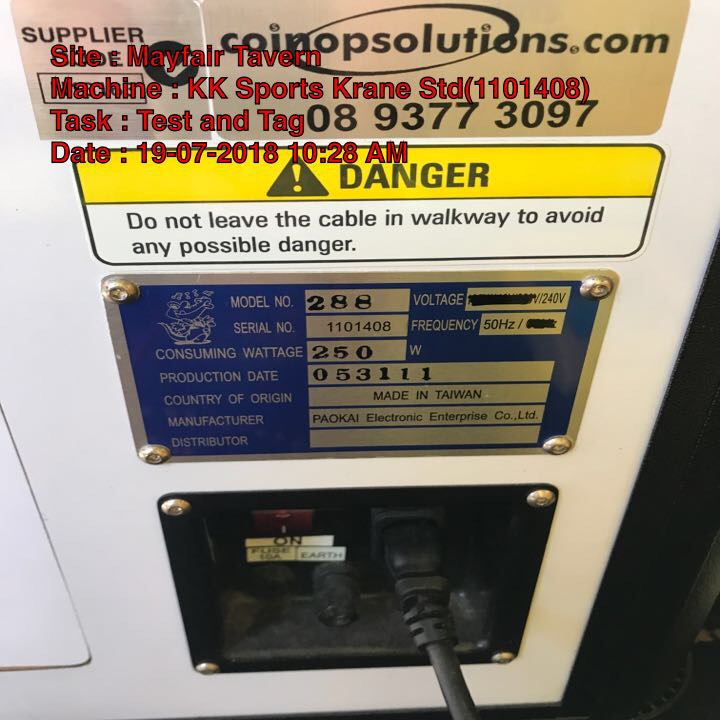 SUPPLIER
CODE
coinopsolutions.com
08 9377 3097
Site : Mayfair Tavern
Machine : KK Sports Krane Std(1101408)
Task : Test and Tag
Date : 19-07-2018 10:28 AM
DANGER
Do not leave the cable in walkway to avoid
any possible danger.
MODEL NO. 288 VOLTAGE V/240V
SERIAL NO. 1101408 FREQUENCY 50Hz /
CONSUMING WATTAGE 250 W
PRODUCTION DATE 053111
COUNTRY OF ORIGIN MADE IN TAIWAN
MANUFACTURER PAOKAI Electronic Enterprise Co.,Ltd.
DISTRIBUTOR
ON
FUSE 10A EARTH